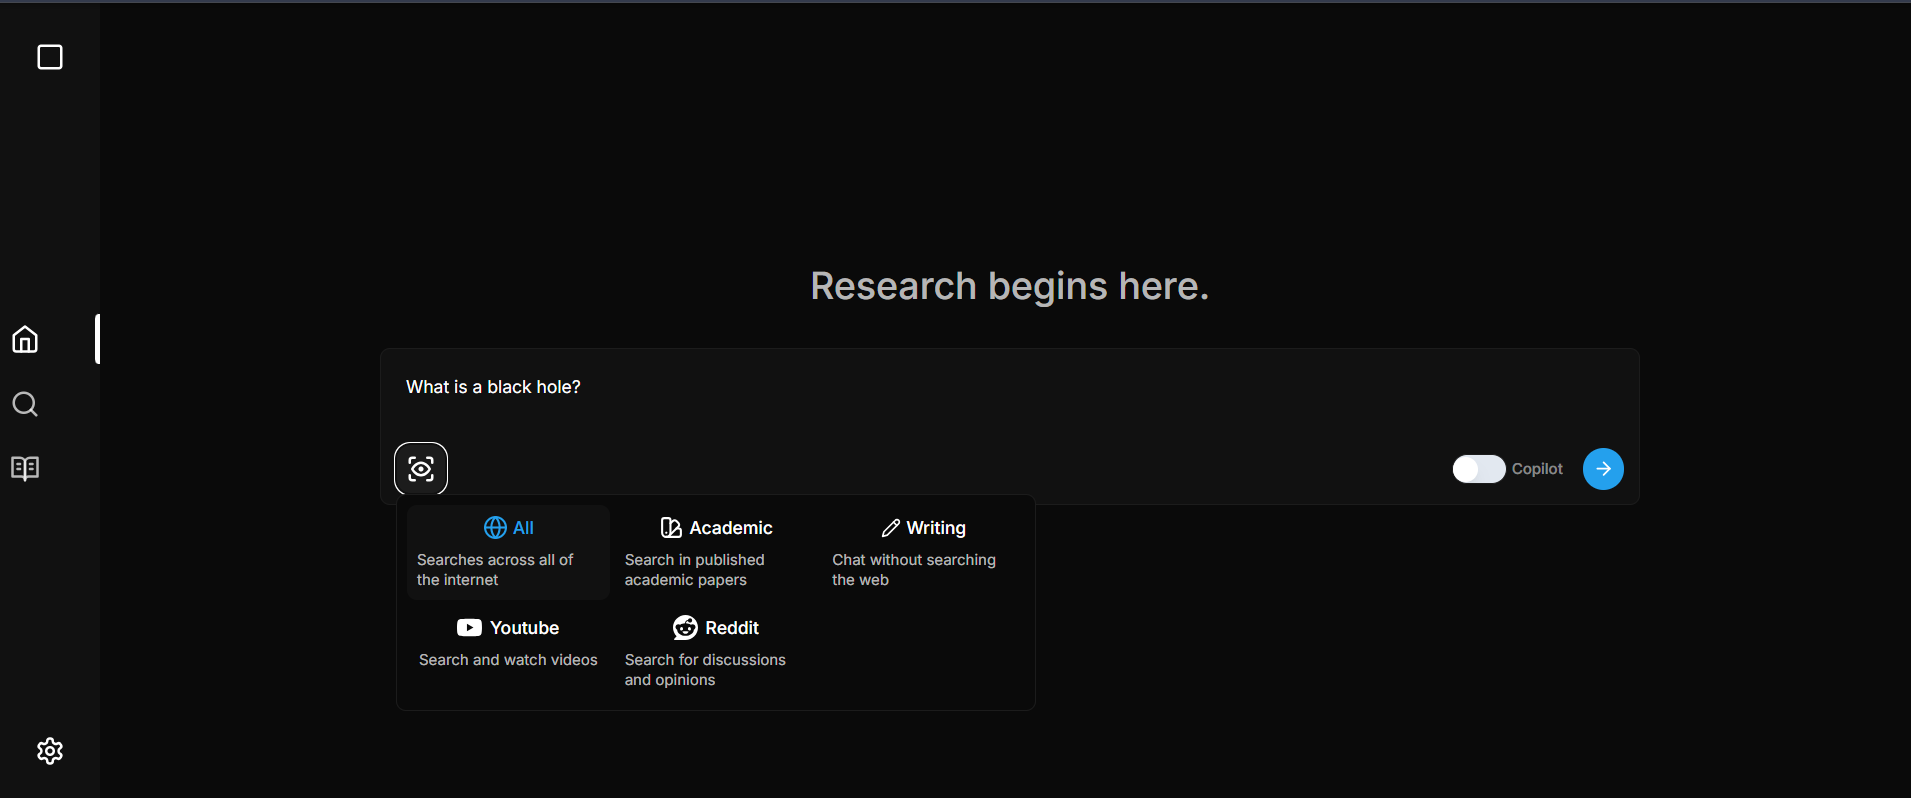 Research begins here.
What is a black hole?
Copilot
All
Searches across all of
the internet
Academic
Search in published
academic papers
Writing
Chat without searching
the web
Youtube
Search and watch videos
Reddit
Search for discussions
and opinions